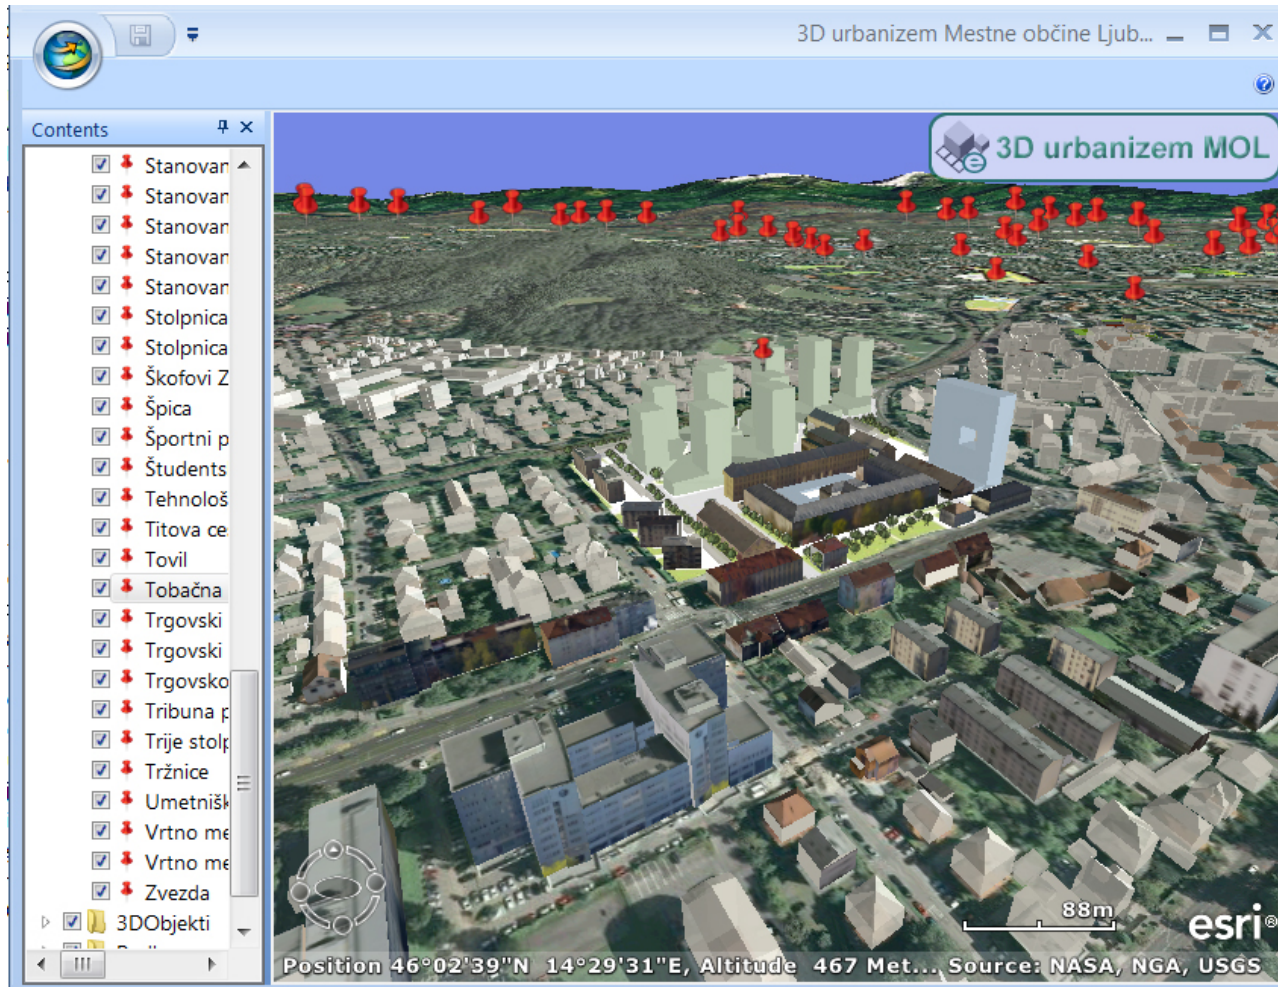 3D urbanizem Mestne občine Ljub...
Contents
3D urbanizem MOL
Stanovan
Stanovan
Stanovan
Stanovan
Stanovan
Stolpnica
Stolpnica
Škofovi Z
Špica
Športni p
Študents
Tehnološ
Titova ce
Tovil
Tobačna
Trgovski
Trgovski
Trgovsko
Tribuna p
Trije stolp
Tržnice
Umetnišk
Vrtno me
Vrtno me
Zvezda
3DObjekti
88m
esri®
Position 46°02'39"N 14°29'31"E, Altitude 467 Met... Source: NASA, NGA, USGS